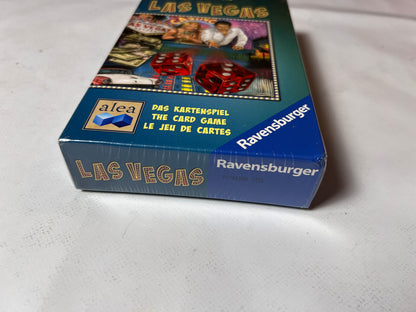 LAS VEGAS
alea
DAS KARTENSPIEL
THE CARD GAME
LE JEU DE CARTES
Ravensburger
LAS VEGAS
Ravensburger